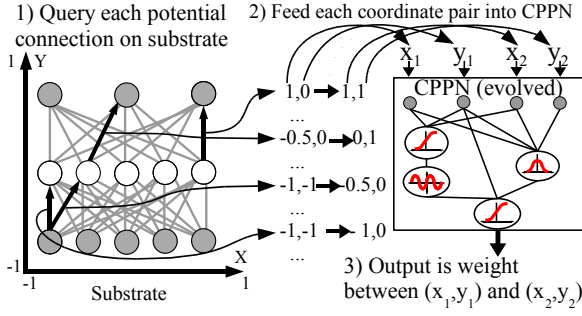 1) Query each potential
connection on substrate
2) Feed each coordinate pair into CPPN
1 Y
X
-1
-1
1
Substrate
1,0 1,1
...
-0.5,0 0,1
...
-1,-1 -0.5,0
...
-1,-1 - 1,0
...
x1 y1 x2 y2
CPPN (evolved)
3) Output is weight
between (x1,y1) and (x2,y2)